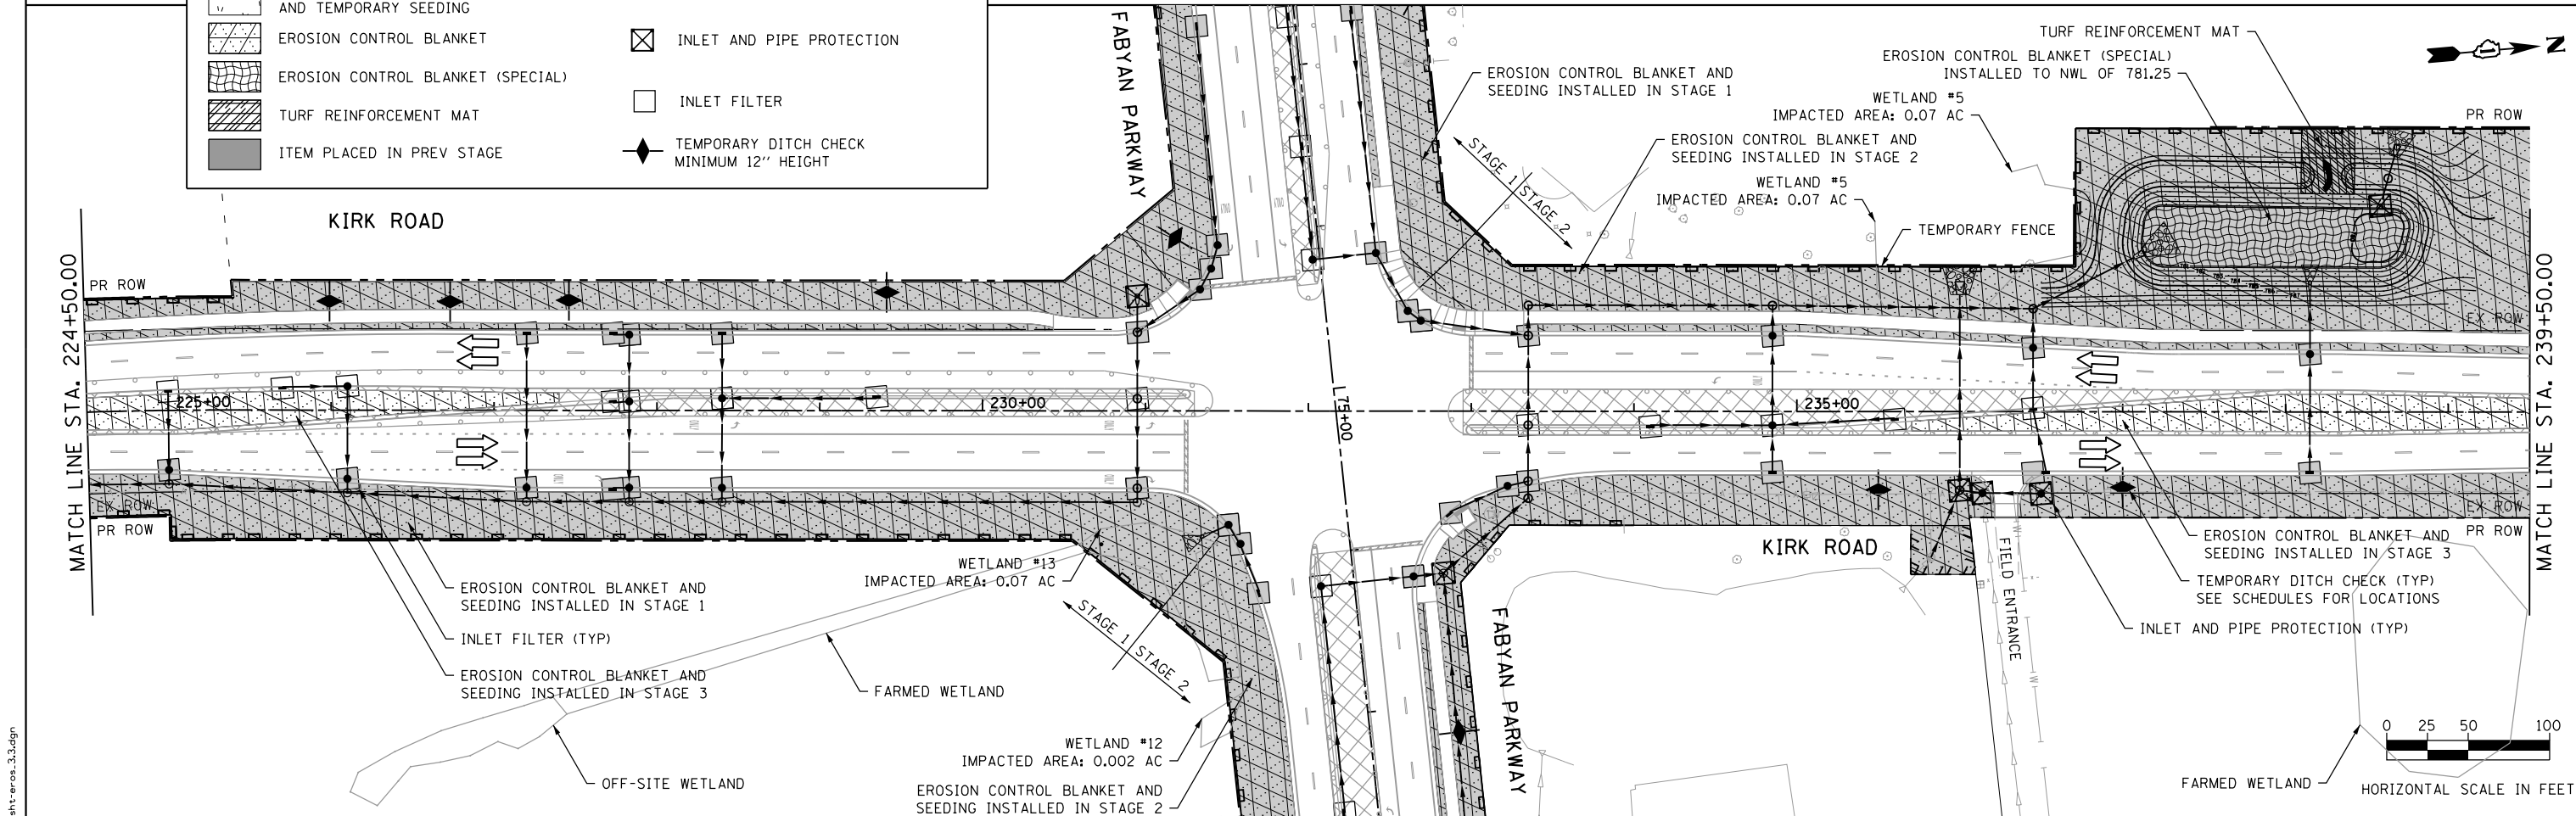 AND TEMPORARY SEEDING
EROSION CONTROL BLANKET
EROSION CONTROL BLANKET (SPECIAL)
TURF REINFORCEMENT MAT
ITEM PLACED IN PREV STAGE
INLET AND PIPE PROTECTION
INLET FILTER
TEMPORARY DITCH CHECK
MINIMUM 12'' HEIGHT
FABYAN PARKWAY
EROSION CONTROL BLANKET AND
SEEDING INSTALLED IN STAGE 1
STAGE 1
STAGE 2
EROSION CONTROL BLANKET AND
SEEDING INSTALLED IN STAGE 2
WETLAND #5
IMPACTED AREA: 0.07 AC
WETLAND #5
IMPACTED AREA: 0.07 AC
TEMPORARY FENCE
TURF REINFORCEMENT MAT
EROSION CONTROL BLANKET (SPECIAL)
INSTALLED TO NWL OF 781.25
N
PR ROW
EX ROW
KIRK ROAD
PR ROW
MATCH LINE STA. 224+50.00
MATCH LINE STA. 239+50.00
225+00
230+00
175+00
235+00
ONLY
ONLY
ONLY
ONLY
ONLY
ONLY
EX ROW
PR ROW
EX ROW
PR ROW
KIRK ROAD
FIELD ENTRANCE
WETLAND #13
IMPACTED AREA: 0.07 AC
EROSION CONTROL BLANKET AND
SEEDING INSTALLED IN STAGE 1
INLET FILTER (TYP)
EROSION CONTROL BLANKET AND
SEEDING INSTALLED IN STAGE 3
STAGE 1
STAGE 2
FARMED WETLAND
OFF-SITE WETLAND
WETLAND #12
IMPACTED AREA: 0.002 AC
EROSION CONTROL BLANKET AND
SEEDING INSTALLED IN STAGE 2
FABYAN PARKWAY
EROSION CONTROL BLANKET AND
SEEDING INSTALLED IN STAGE 3
TEMPORARY DITCH CHECK (TYP)
SEE SCHEDULES FOR LOCATIONS
INLET AND PIPE PROTECTION (TYP)
FARMED WETLAND
0 25 50 100
HORIZONTAL SCALE IN FEET
sht-eros_3.3.dgn